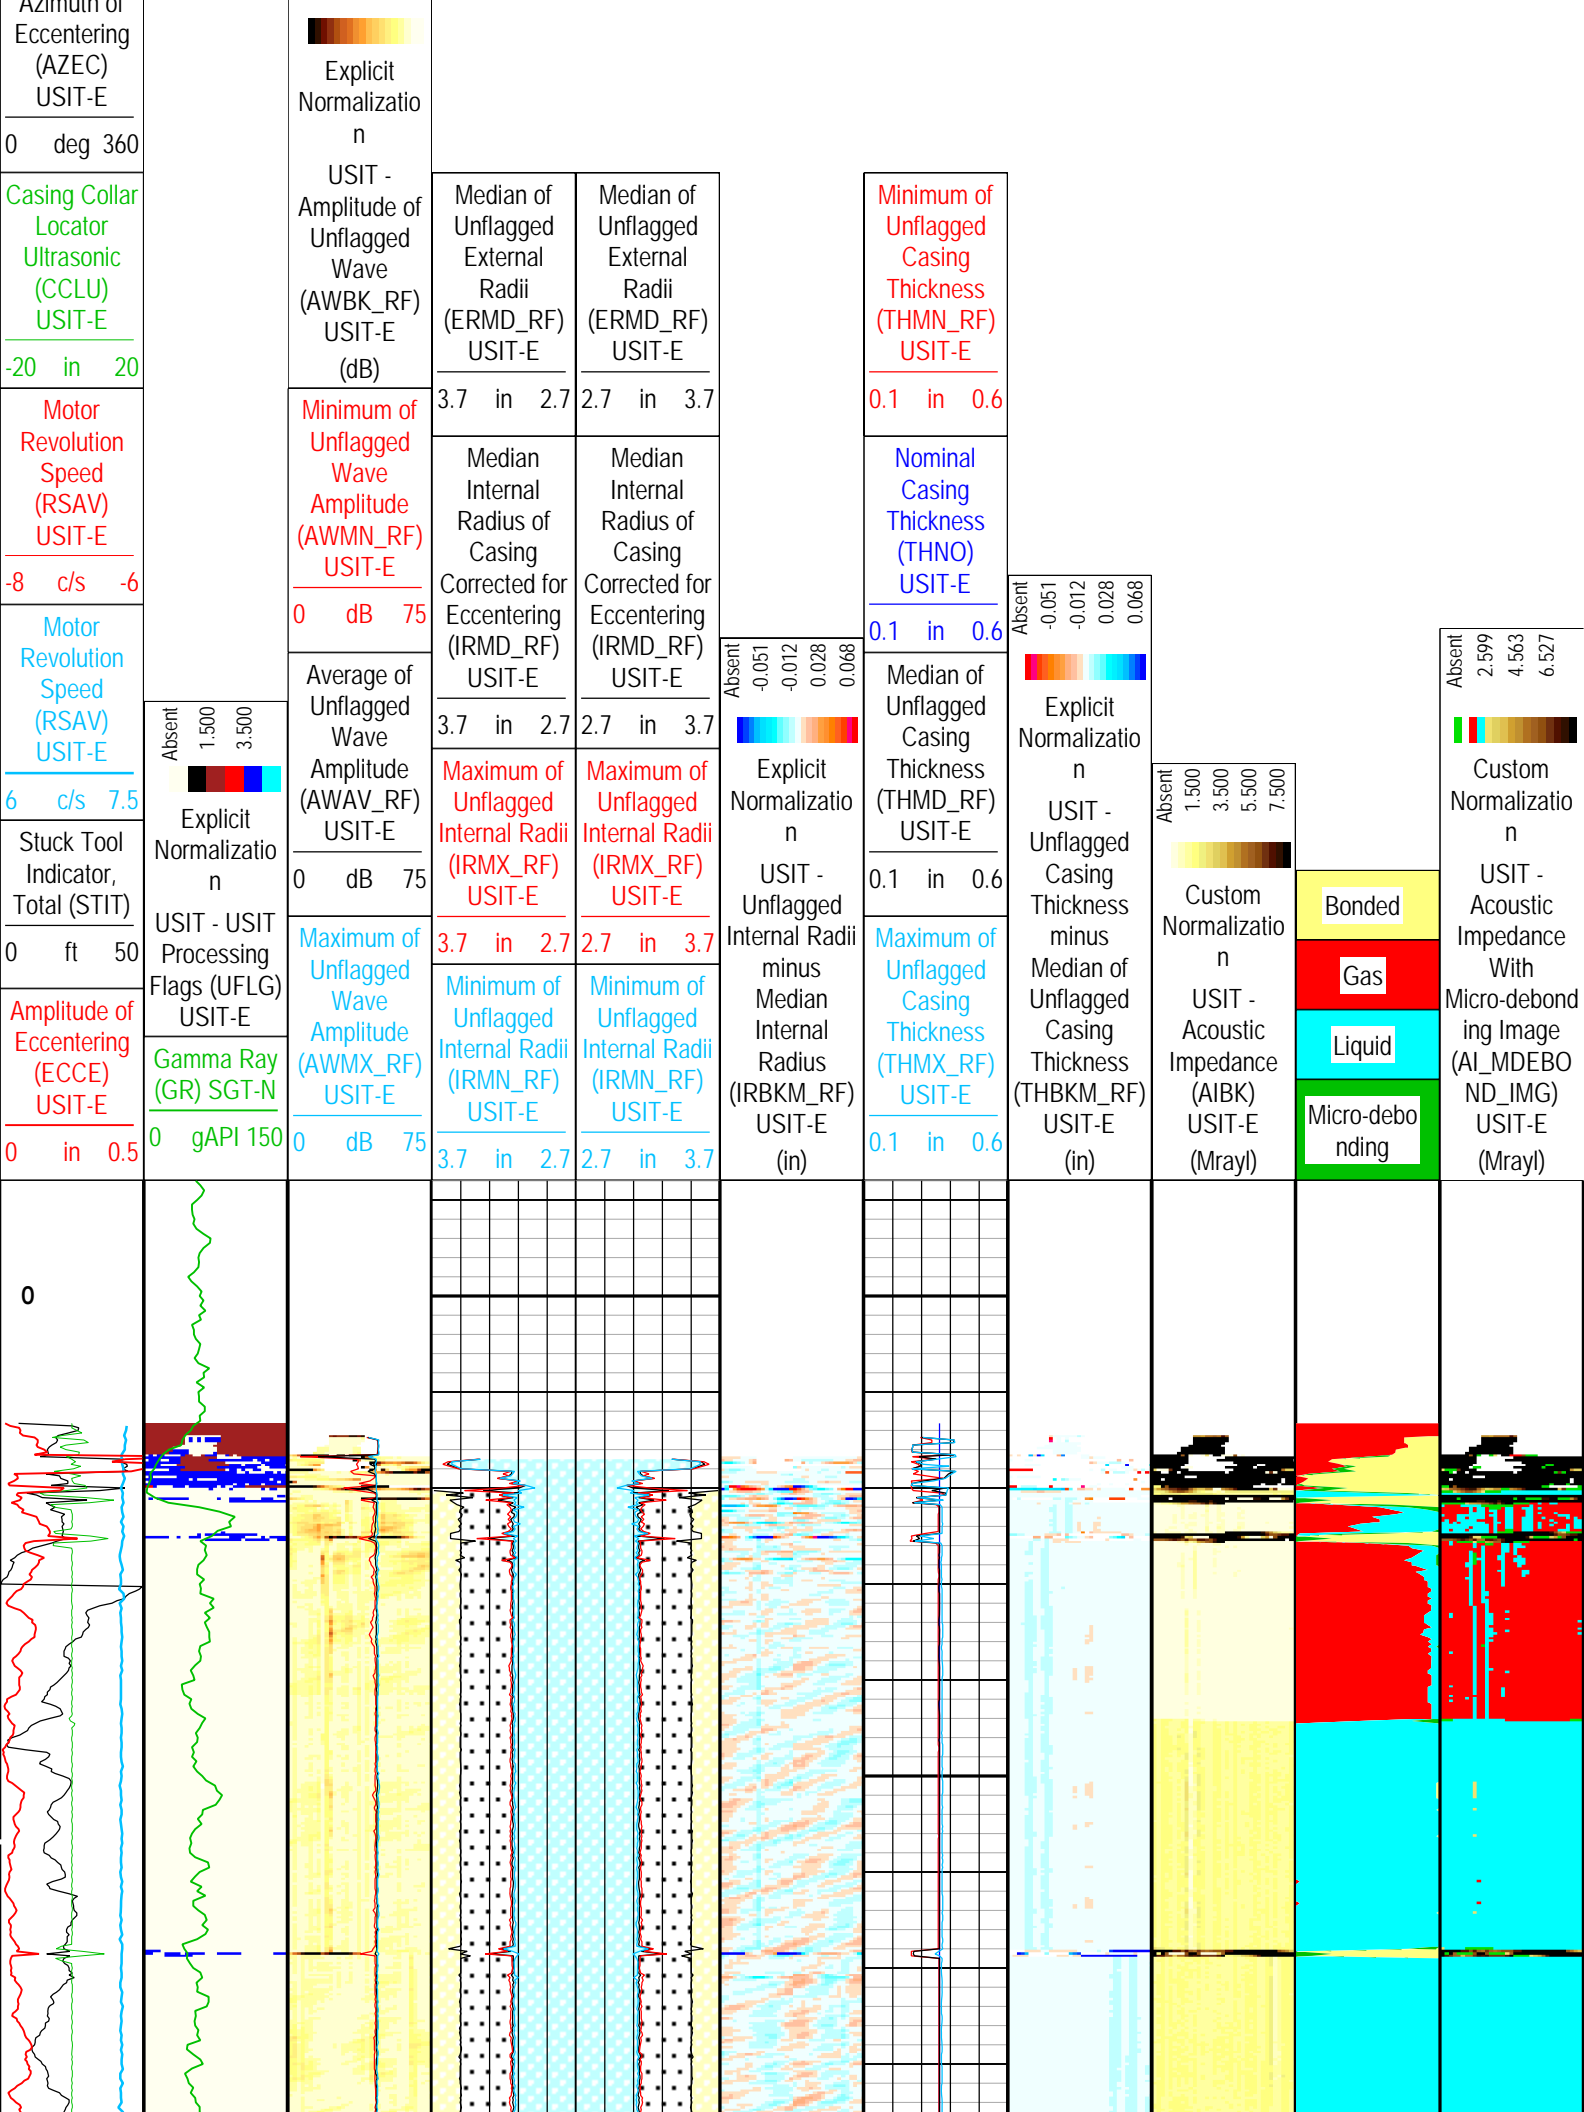 Azimuth of
Eccentering
(AZEC)
USIT-E
0 deg 360
Casing Collar
Locator
Ultrasonic
(CCLU)
USIT-E
-20 in 20
Motor
Revolution
Speed
(RSAV)
USIT-E
-8 c/s -6
Motor
Revolution
Speed
(RSAV)
USIT-E
6 c/s 7.5
Stuck Tool
Indicator,
Total (STIT)
0 ft 50
Amplitude of
Eccentering
(ECCE)
USIT-E
0 in 0.5
Absent
1.500
3.500
Explicit
Normalizatio
n
USIT - USIT
Processing
Flags (UFLG)
USIT-E
Gamma Ray
(GR) SGT-N
0 gAPI 150
Explicit
Normalizatio
n
USIT -
Amplitude of
Unflagged
Wave
(AWBK_RF)
USIT-E
(dB)
Minimum of
Unflagged
Wave
Amplitude
(AWMN_RF)
USIT-E
0 dB 75
Average of
Unflagged
Wave
Amplitude
(AWAV_RF)
USIT-E
0 dB 75
Maximum of
Unflagged
Wave
Amplitude
(AWMX_RF)
USIT-E
0 dB 75
Median of
Unflagged
External
Radii
(ERMD_RF)
USIT-E
3.7 in 2.7
Median
Internal
Radius of
Casing
Corrected for
Eccentering
(IRMD_RF)
USIT-E
3.7 in 2.7
Maximum of
Unflagged
Internal Radii
(IRMX_RF)
USIT-E
3.7 in 2.7
Minimum of
Unflagged
Internal Radii
(IRMN_RF)
USIT-E
3.7 in 2.7
Median of
Unflagged
External
Radii
(ERMD_RF)
USIT-E
2.7 in 3.7
Median
Internal
Radius of
Casing
Corrected for
Eccentering
(IRMD_RF)
USIT-E
2.7 in 3.7
Maximum of
Unflagged
Internal Radii
(IRMX_RF)
USIT-E
2.7 in 3.7
Minimum of
Unflagged
Internal Radii
(IRMN_RF)
USIT-E
2.7 in 3.7
Absent
-0.051
-0.012
0.028
0.068
Explicit
Normalizatio
n
USIT -
Unflagged
Internal Radii
minus
Median
Internal
Radius
(IRBKM_RF)
USIT-E
(in)
Minimum of
Unflagged
Casing
Thickness
(THMN_RF)
USIT-E
0.1 in 0.6
Nominal
Casing
Thickness
(THNO)
USIT-E
0.1 in 0.6
Median of
Unflagged
Casing
Thickness
(THMD_RF)
USIT-E
0.1 in 0.6
Maximum of
Unflagged
Casing
Thickness
(THMX_RF)
USIT-E
0.1 in 0.6
Absent
-0.051
-0.012
0.028
0.068
Explicit
Normalizatio
n
USIT -
Unflagged
Casing
Thickness
minus
Median of
Unflagged
Casing
Thickness
(THBKM_RF)
USIT-E
(in)
Absent
1.500
3.500
5.500
7.500
Custom
Normalizatio
n
USIT -
Acoustic
Impedance
(AIBK)
USIT-E
(Mrayl)
Bonded
Gas
Liquid
Micro-debo
nding
Absent
2.599
4.563
6.527
Custom
Normalizatio
n
USIT -
Acoustic
Impedance
With
Micro-debond
ing Image
(AI_MDEBO
ND_IMG)
USIT-E
(Mrayl)
0